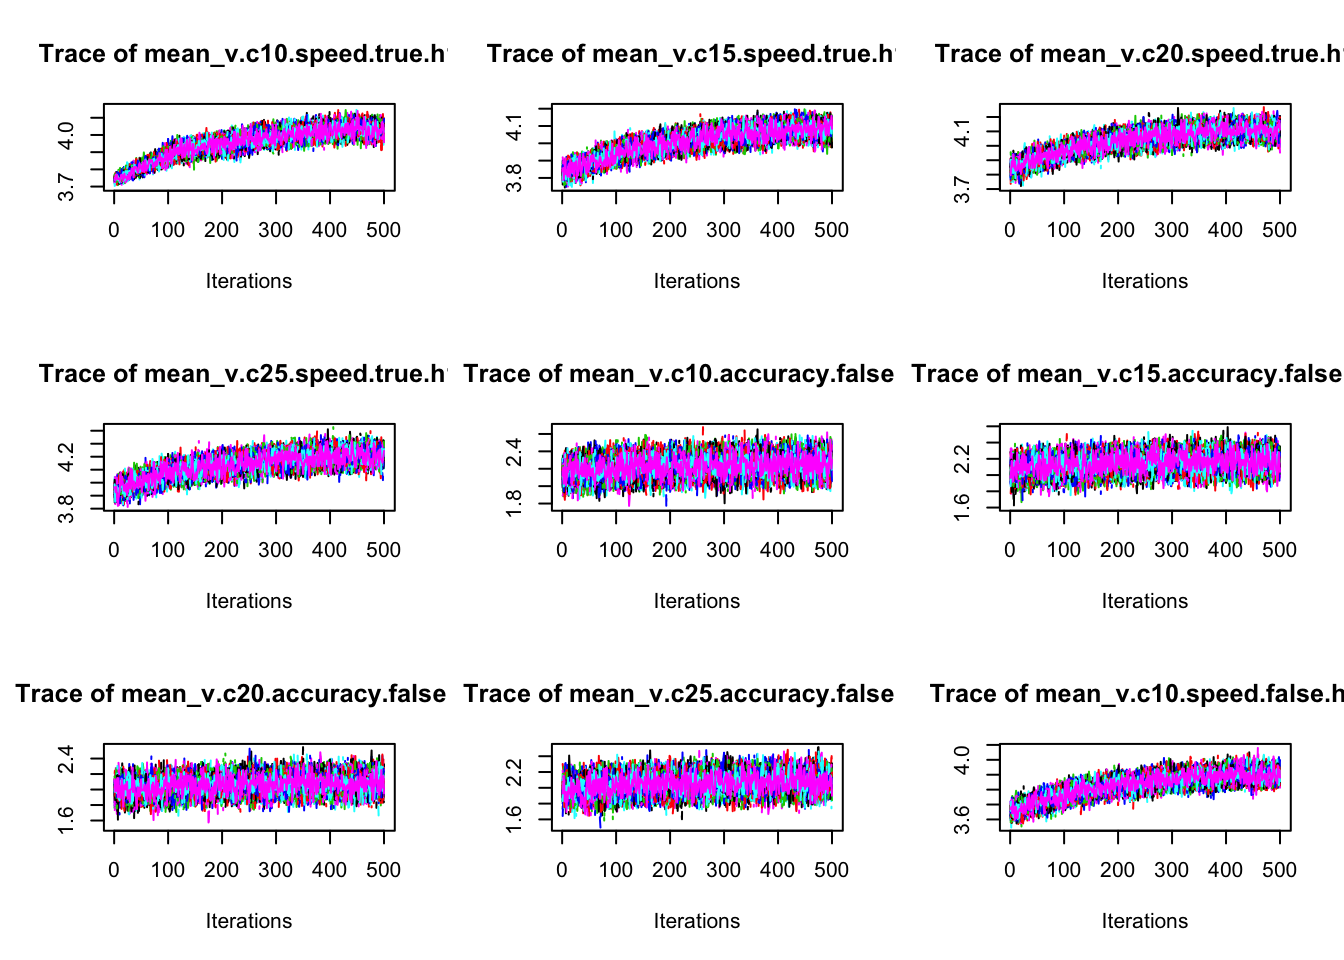 Trace of mean_v.c10.speed.true.h
Trace of mean_v.c15.speed.true.h
Trace of mean_v.c20.speed.true.h
4.0
3.7
4.1
3.8
4.1
3.7
0 100 200 300 400 500
0 100 200 300 400 500
0 100 200 300 400 500
Iterations
Iterations
Iterations
Trace of mean_v.c25.speed.true.h
Trace of mean_v.c10.accuracy.false
Trace of mean_v.c15.accuracy.false
4.2
3.8
2.4
1.8
2.2
1.6
0 100 200 300 400 500
0 100 200 300 400 500
0 100 200 300 400 500
Iterations
Iterations
Iterations
Trace of mean_v.c20.accuracy.false
Trace of mean_v.c25.accuracy.false
Trace of mean_v.c10.speed.false.h
2.4
1.6
2.2
1.6
4.0
3.6
0 100 200 300 400 500
0 100 200 300 400 500
0 100 200 300 400 500
Iterations
Iterations
Iterations